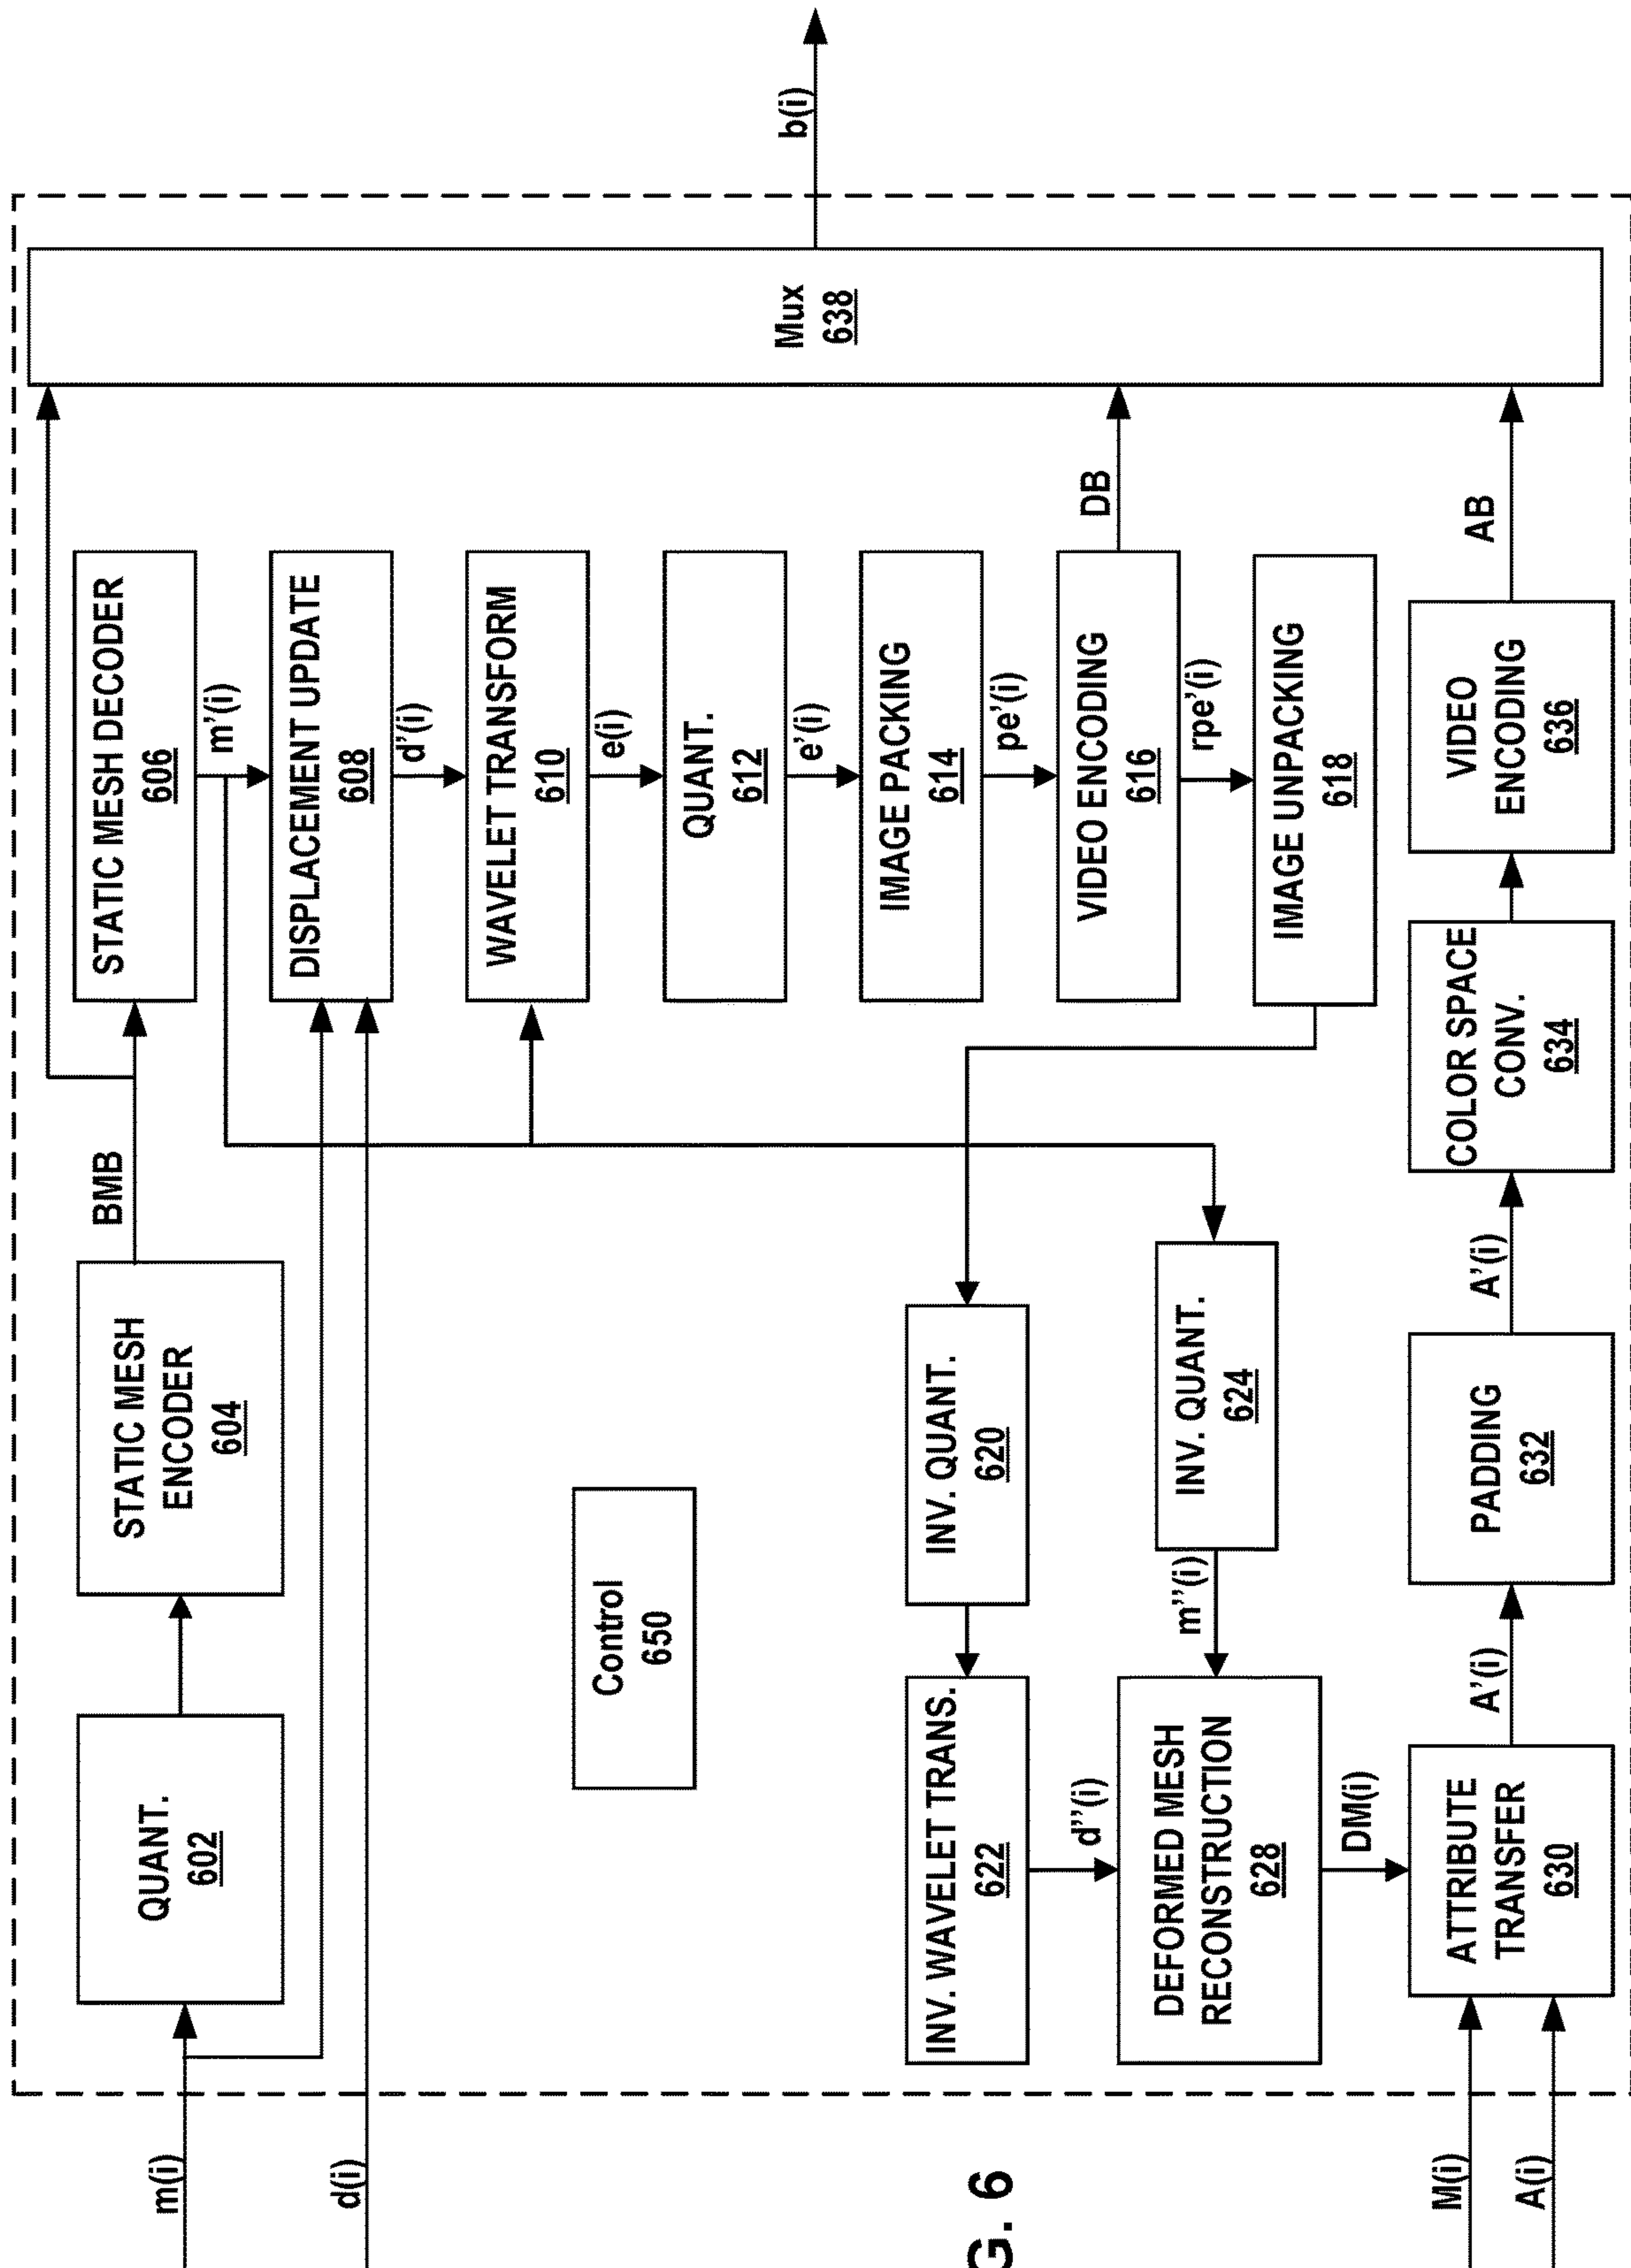 m(i)
QUANT.
602
STATIC MESH
ENCODER
604
BMB
STATIC MESH DECODER
606
m’(i)
d(i)
DISPLACEMENT UPDATE
608
d’(i)
WAVELET TRANSFORM
610
e(i)
QUANT.
612
e’(i)
IMAGE PACKING
614
pe’(i)
VIDEO ENCODING
616
DB
rpe’(i)
IMAGE UNPACKING
618
Control
650
INV. QUANT.
620
INV. WAVELET TRANS.
622
d’’(i)
INV. QUANT.
624
m’’(i)
DEFORMED MESH
RECONSTRUCTION
628
DM(i)
M(i)
A(i)
ATTRIBUTE
TRANSFER
630
A’(i)
PADDING
632
A’(i)
COLOR SPACE
CONV.
634
VIDEO
ENCODING
636
AB
Mux
638
b(i)
G. 6